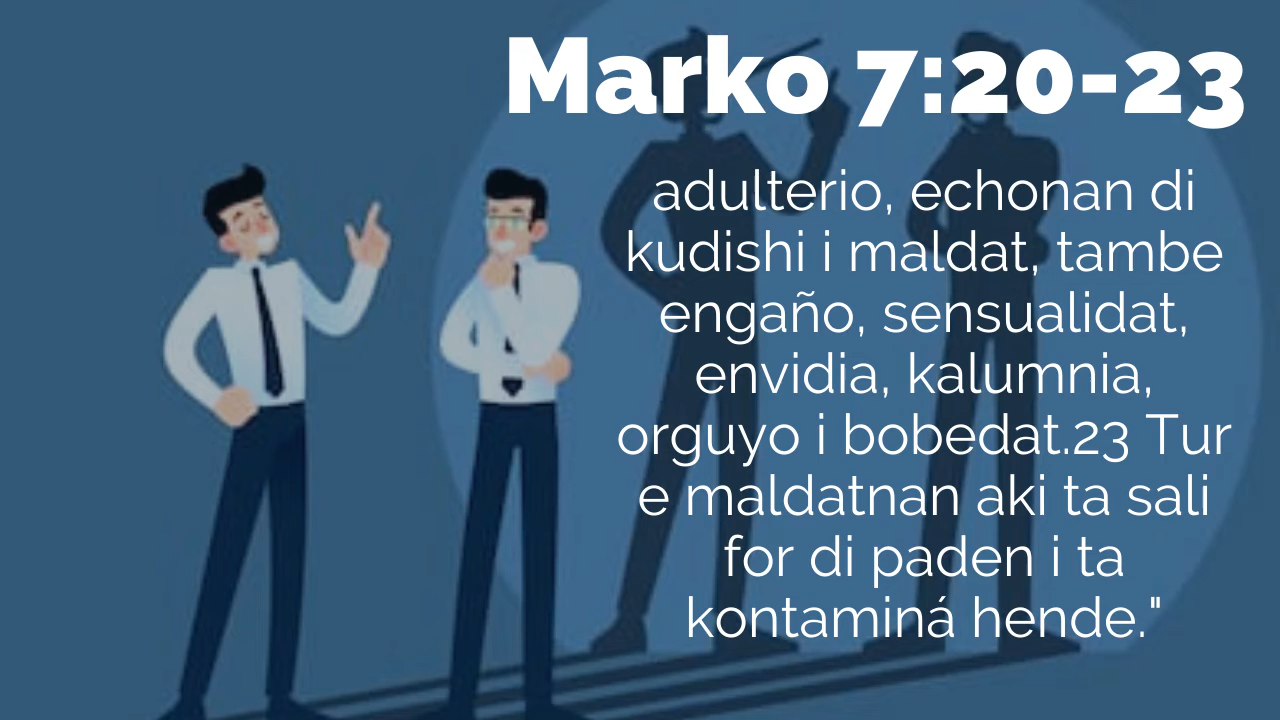 Marko 7:20-23
adulterio, echonan di
kudishi i maldat, tambe
engaño, sensualidat,
envidia, kalumnia,
orguyo i bobedat.23 Tur
e maldatnan aki ta sali
for di paden i ta
kontaminá hende."